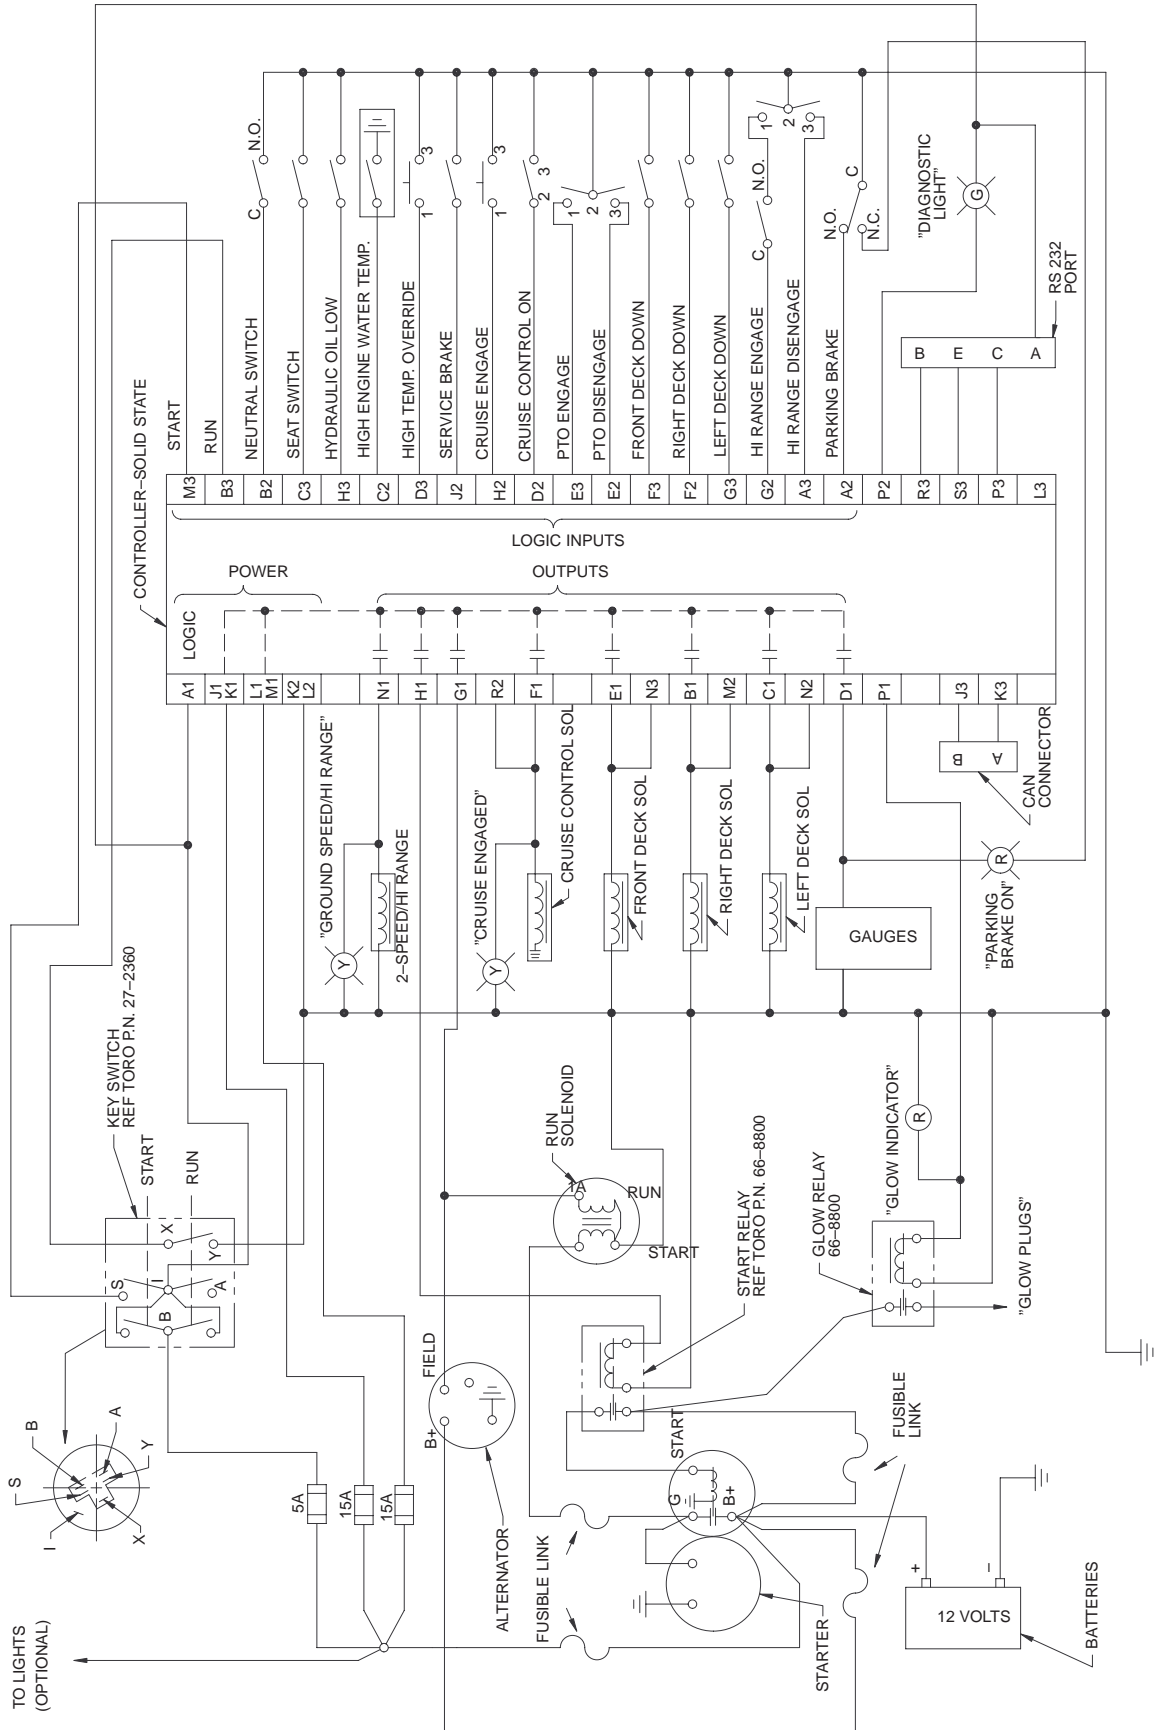 CONTROLLER–SOLID STATE
START
RUN
NEUTRAL SWITCH
SEAT SWITCH
HYDRAULIC OIL LOW
HIGH ENGINE WATER TEMP.
HIGH TEMP. OVERRIDE
SERVICE BRAKE
CRUISE ENGAGE
CRUISE CONTROL ON
PTO ENGAGE
PTO DISENGAGE
FRONT DECK DOWN
RIGHT DECK DOWN
LEFT DECK DOWN
HI RANGE ENGAGE
HI RANGE DISENGAGE
PARKING BRAKE
C
N.O.
1
3
1
3
2
3
1
2
3
C
N.O.
1
2
3
N.O.
N.C.
C
"DIAGNOSTIC
LIGHT"
G
RS 232
PORT
B
E
C
A
M3
B3
B2
C3
H3
C2
D3
J2
H2
D2
E3
E2
F3
F2
G3
G2
A3
A2
P2
R3
S3
P3
L3
LOGIC INPUTS
LOGIC
POWER
OUTPUTS
A1
J1
K1
L1
M1
K2
L2
N1
H1
G1
R2
F1
E1
N3
B1
M2
C1
N2
D1
P1
J3
K3
B
A
CAN
CONNECTOR
"GROUND SPEED/HI RANGE"
Y
2–SPEED/HI RANGE
"CRUISE ENGAGED"
Y
CRUISE CONTROL SOL
FRONT DECK SOL
RIGHT DECK SOL
LEFT DECK SOL
GAUGES
R
"PARKING
BRAKE ON"
KEY SWITCH
REF TORO P.N. 27–2360
START
RUN
X
Y
S
I
A
B
S
B
A
Y
X
I
RUN
SOLENOID
1A
RUN
START
START RELAY
REF TORO P.N. 66–8800
GLOW RELAY
66–8800
"GLOW INDICATOR"
R
"GLOW PLUGS"
FIELD
B+
ALTERNATOR
5A
15A
15A
START
G
B+
FUSIBLE
LINK
FUSIBLE LINK
STARTER
+
–
12 VOLTS
BATTERIES
TO LIGHTS
(OPTIONAL)